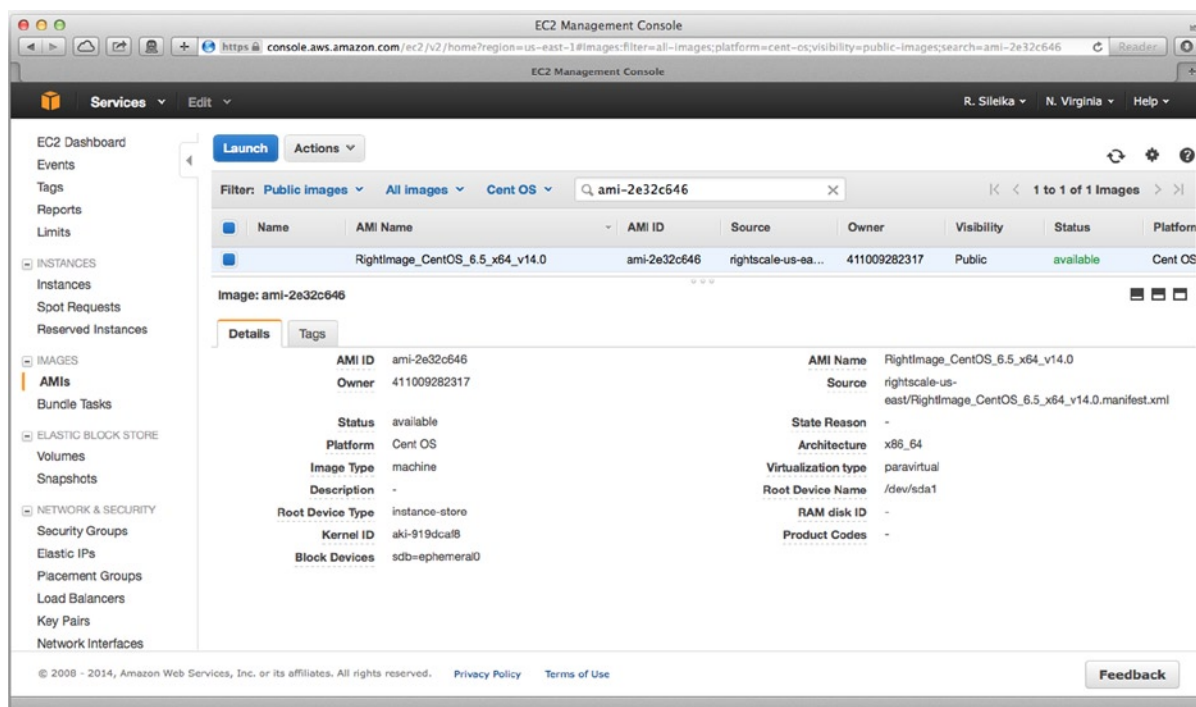 EC2 Management Console
https console.aws.amazon.com/ec2/v2/home?region=us-east-1#Images:filter=all-images;platform=cent-os;visibility=public-images;search=ami-2e32c646 Reader
EC2 Management Console
Services Edit R. Sileika N. Virginia Help
EC2 Dashboard
Events
Tags
Reports
Limits
INSTANCES
Instances
Spot Requests
Reserved Instances
IMAGES
AMIs
Bundle Tasks
ELASTIC BLOCK STORE
Volumes
Snapshots
NETWORK & SECURITY
Security Groups
Elastic IPs
Placement Groups
Load Balancers
Key Pairs
Network Interfaces
Launch Actions
Filter: Public images All images Cent OS ami-2e32c646 1 to 1 of 1 Images
Name AMI Name AMI ID Source Owner Visibility Status Platform
RightImage_CentOS_6.5_x64_v14.0 ami-2e32c646 rightscale-us-ea... 411009282317 Public available Cent OS
Image: ami-2e32c646
Details Tags
AMI ID ami-2e32c646
Owner 411009282317
Status available
Platform Cent OS
Image Type machine
Description -
Root Device Type instance-store
Kernel ID aki-919dcaf8
Block Devices sdb=ephemeral0
AMI Name RightImage_CentOS_6.5_x64_v14.0
Source rightscale-us-
east/RightImage_CentOS_6.5_x64_v14.0.manifest.xml
State Reason -
Architecture x86_64
Virtualization type paravirtual
Root Device Name /dev/sda1
RAM disk ID -
Product Codes -
© 2008 - 2014, Amazon Web Services, Inc. or its affiliates. All rights reserved. Privacy Policy Terms of Use Feedback